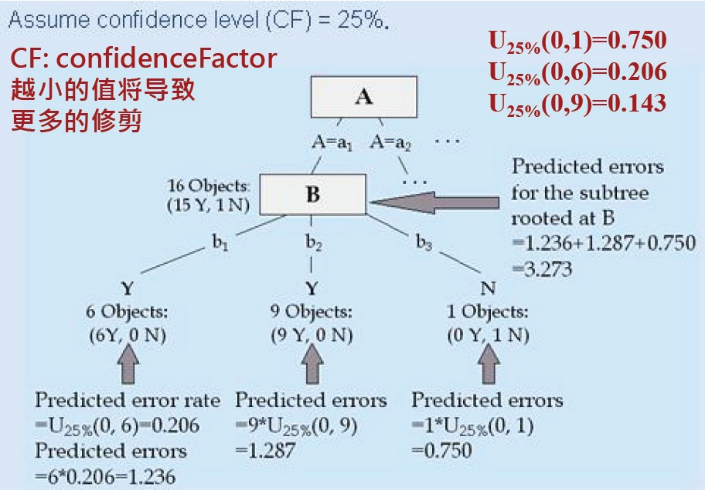 Assume confidence level (CF) = 25%.
CF: confidenceFactor
越小的值将导致
更多的修剪
U25%(0,1)=0.750
U25%(0,6)=0.206
U25%(0,9)=0.143
A
A=a1 A=a2 ...
...
16 Objects:
(15 Y, 1 N)
B
Predicted errors
for the subtree
rooted at B
=1.236+1.287+0.750
=3.273
b1 b2 b3
Y
6 Objects:
(6Y, 0 N)
Y
9 Objects:
(9 Y, 0 N)
N
1 Objects:
(0 Y, 1 N)
Predicted error rate
=U25%(0, 6)=0.206
Predicted errors
=6*0.206=1.236
Predicted errors
=9*U25%(0, 9)
=1.287
Predicted errors
=1*U25%(0, 1)
=0.750